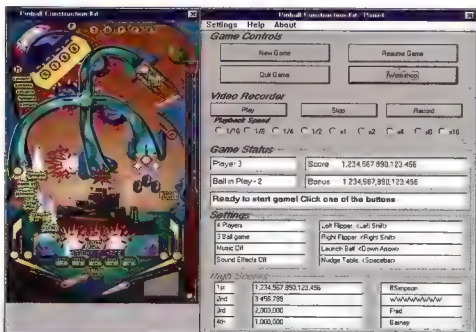 Pinball Construction Kit
Pinball Construction Kit - Panel
Settings Help About
Game Controls
New Game
Resume Game
Quit Game
Workshop
Video Recorder
Play
Stop
Record
Playback Speed
1/16 1/8 1/4 1/2 x1 x2 x4 x8 x16
Game Status
Player 3
Score 1,234,567,890,123,456
Ball in Play - 2
Bonus 1,234,567,890,123,456
Ready to start game! Click one of the buttons
Settings
4 Players
Left Flipper <Left Shift>
3 Ball game
Right Flipper <Right Shift>
Music Off
Launch Ball <Down Arrow>
Sound Effects Off
Nudge Table <Spacebar>
High Scores
1st
1,234,567,890,123,456
BSimpson
2nd
3,456,789
3rd
2,000,000
Fred
4th
1,000,000
Barney